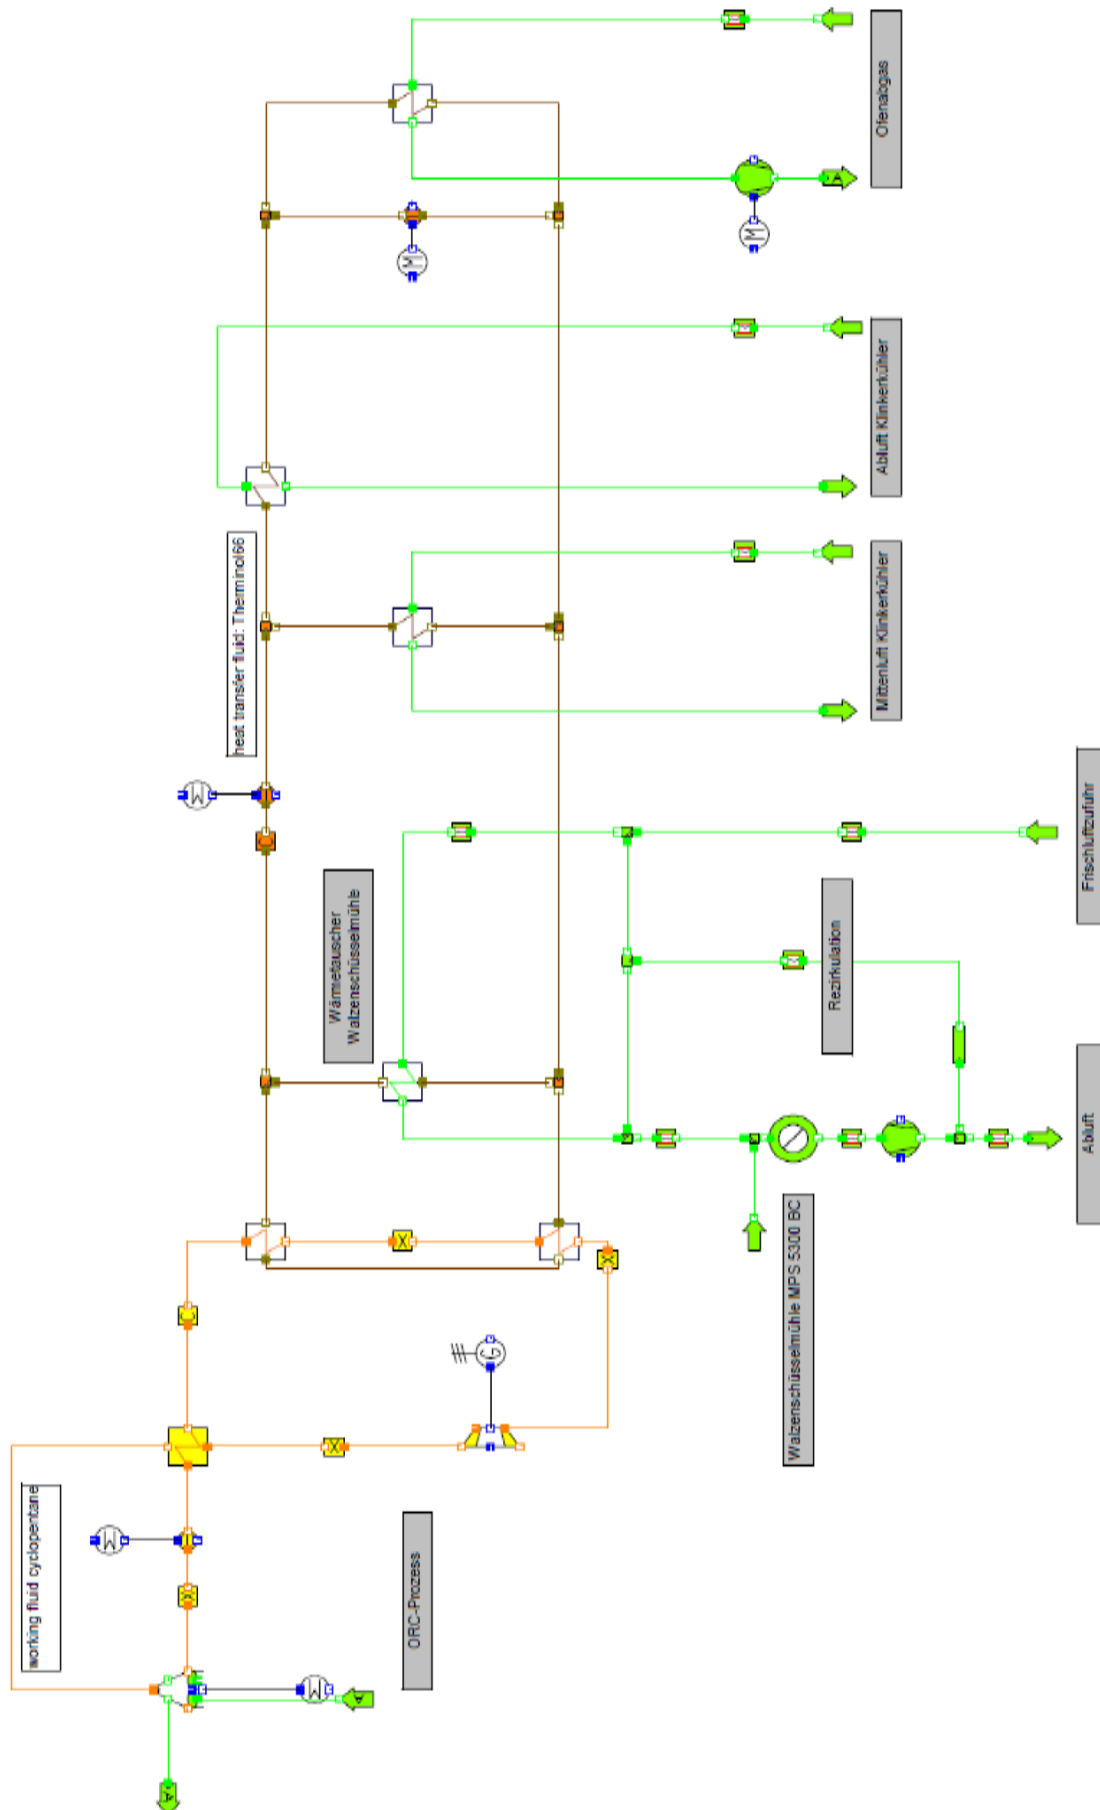 Ofenabgas
Abluft Klinkerkühler
Mittenluft Klinkerkühler
heat transfer fluid: Therminol66
Frischluftzufuhr
Wärmetauscher
Walzenschüsselmühle
Rezirkulation
Abluft
Walzenschüsselmühle MPS 5300 BC
working fluid cyclopentane
ORC-Prozess
M
M
M
M
M
G
A
A
A
X
X
X
X
C